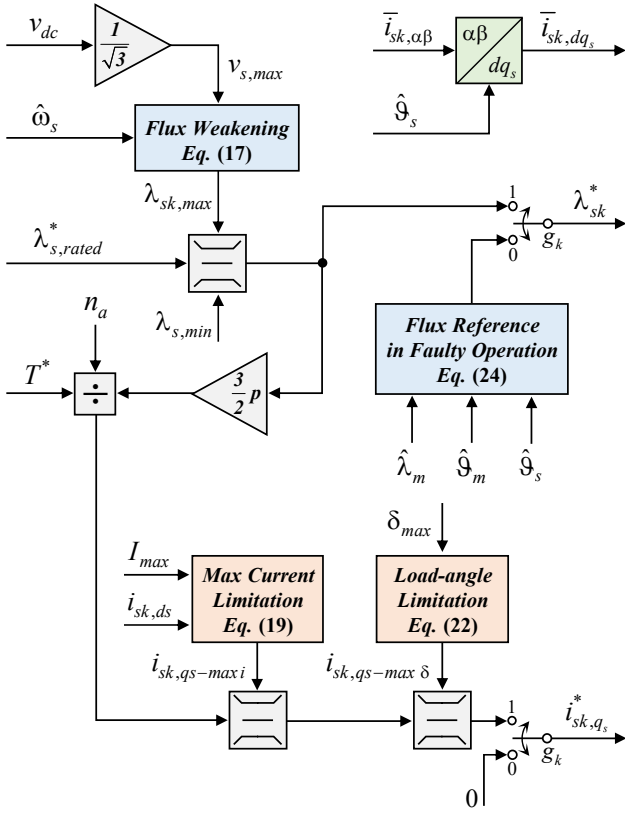 v_dc
1/√3
v_s,max
i̅_sk,αβ
αβ
dq_s
i̅_sk,dq_s
ω̂_s
Flux Weakening
Eq. (17)
ϑ̂_s
λ_sk,max
λ*_s,rated
1
0
g_k
λ*_sk
λ_s,min
n_a
T*
÷
3/2 p
Flux Reference
in Faulty Operation
Eq. (24)
λ̂_m
ϑ̂_m
ϑ̂_s
δ_max
I_max
i_sk,ds
Max Current
Limitation
Eq. (19)
Load-angle
Limitation
Eq. (22)
i_sk,qs−max i
i_sk,qs−max δ
1
0
g_k
i*_sk,q_s
0